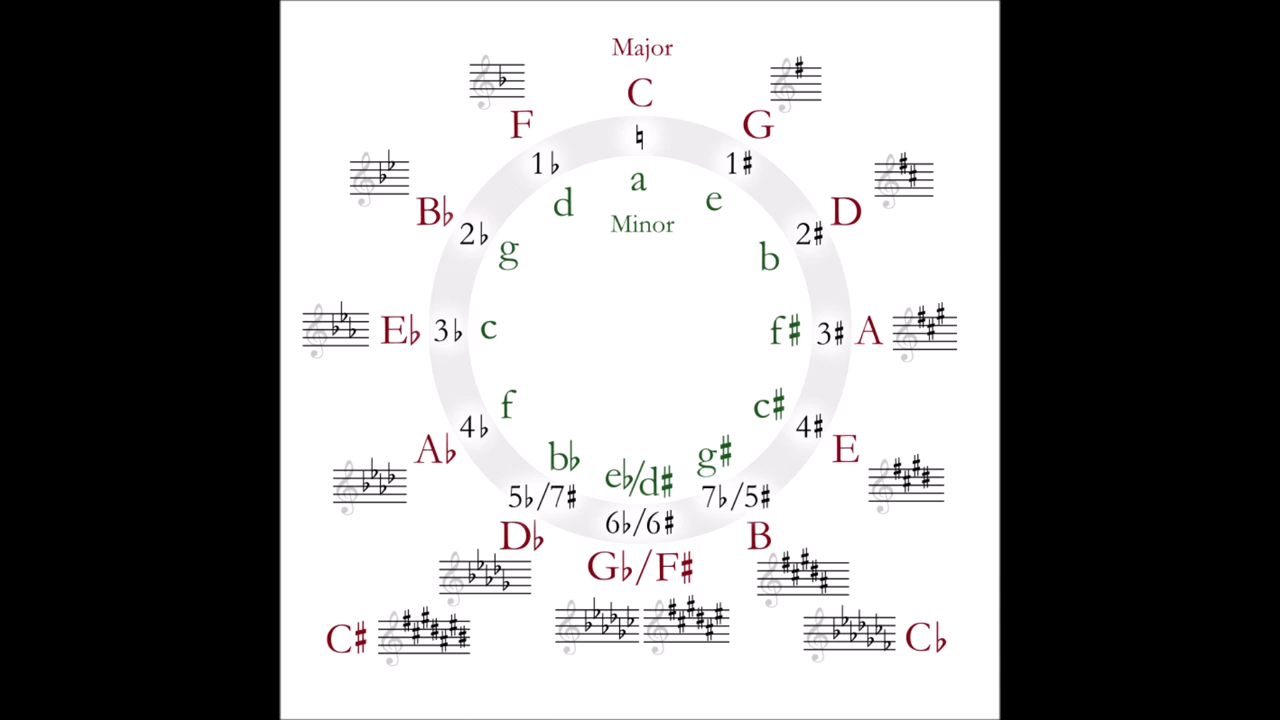 Major
C
F
G
♮
1♭
1♯
a
d
e
Minor
B♭
D
2♭
2♯
g
b
E♭
3♭
c
f♯
3♯
A
f
c♯
4♭
4♯
A♭
E
b♭
g♯
e♭/d♯
5♭/7♯
7♭/5♯
6♭/6♯
D♭
B
G♭/F♯
C♯
C♭